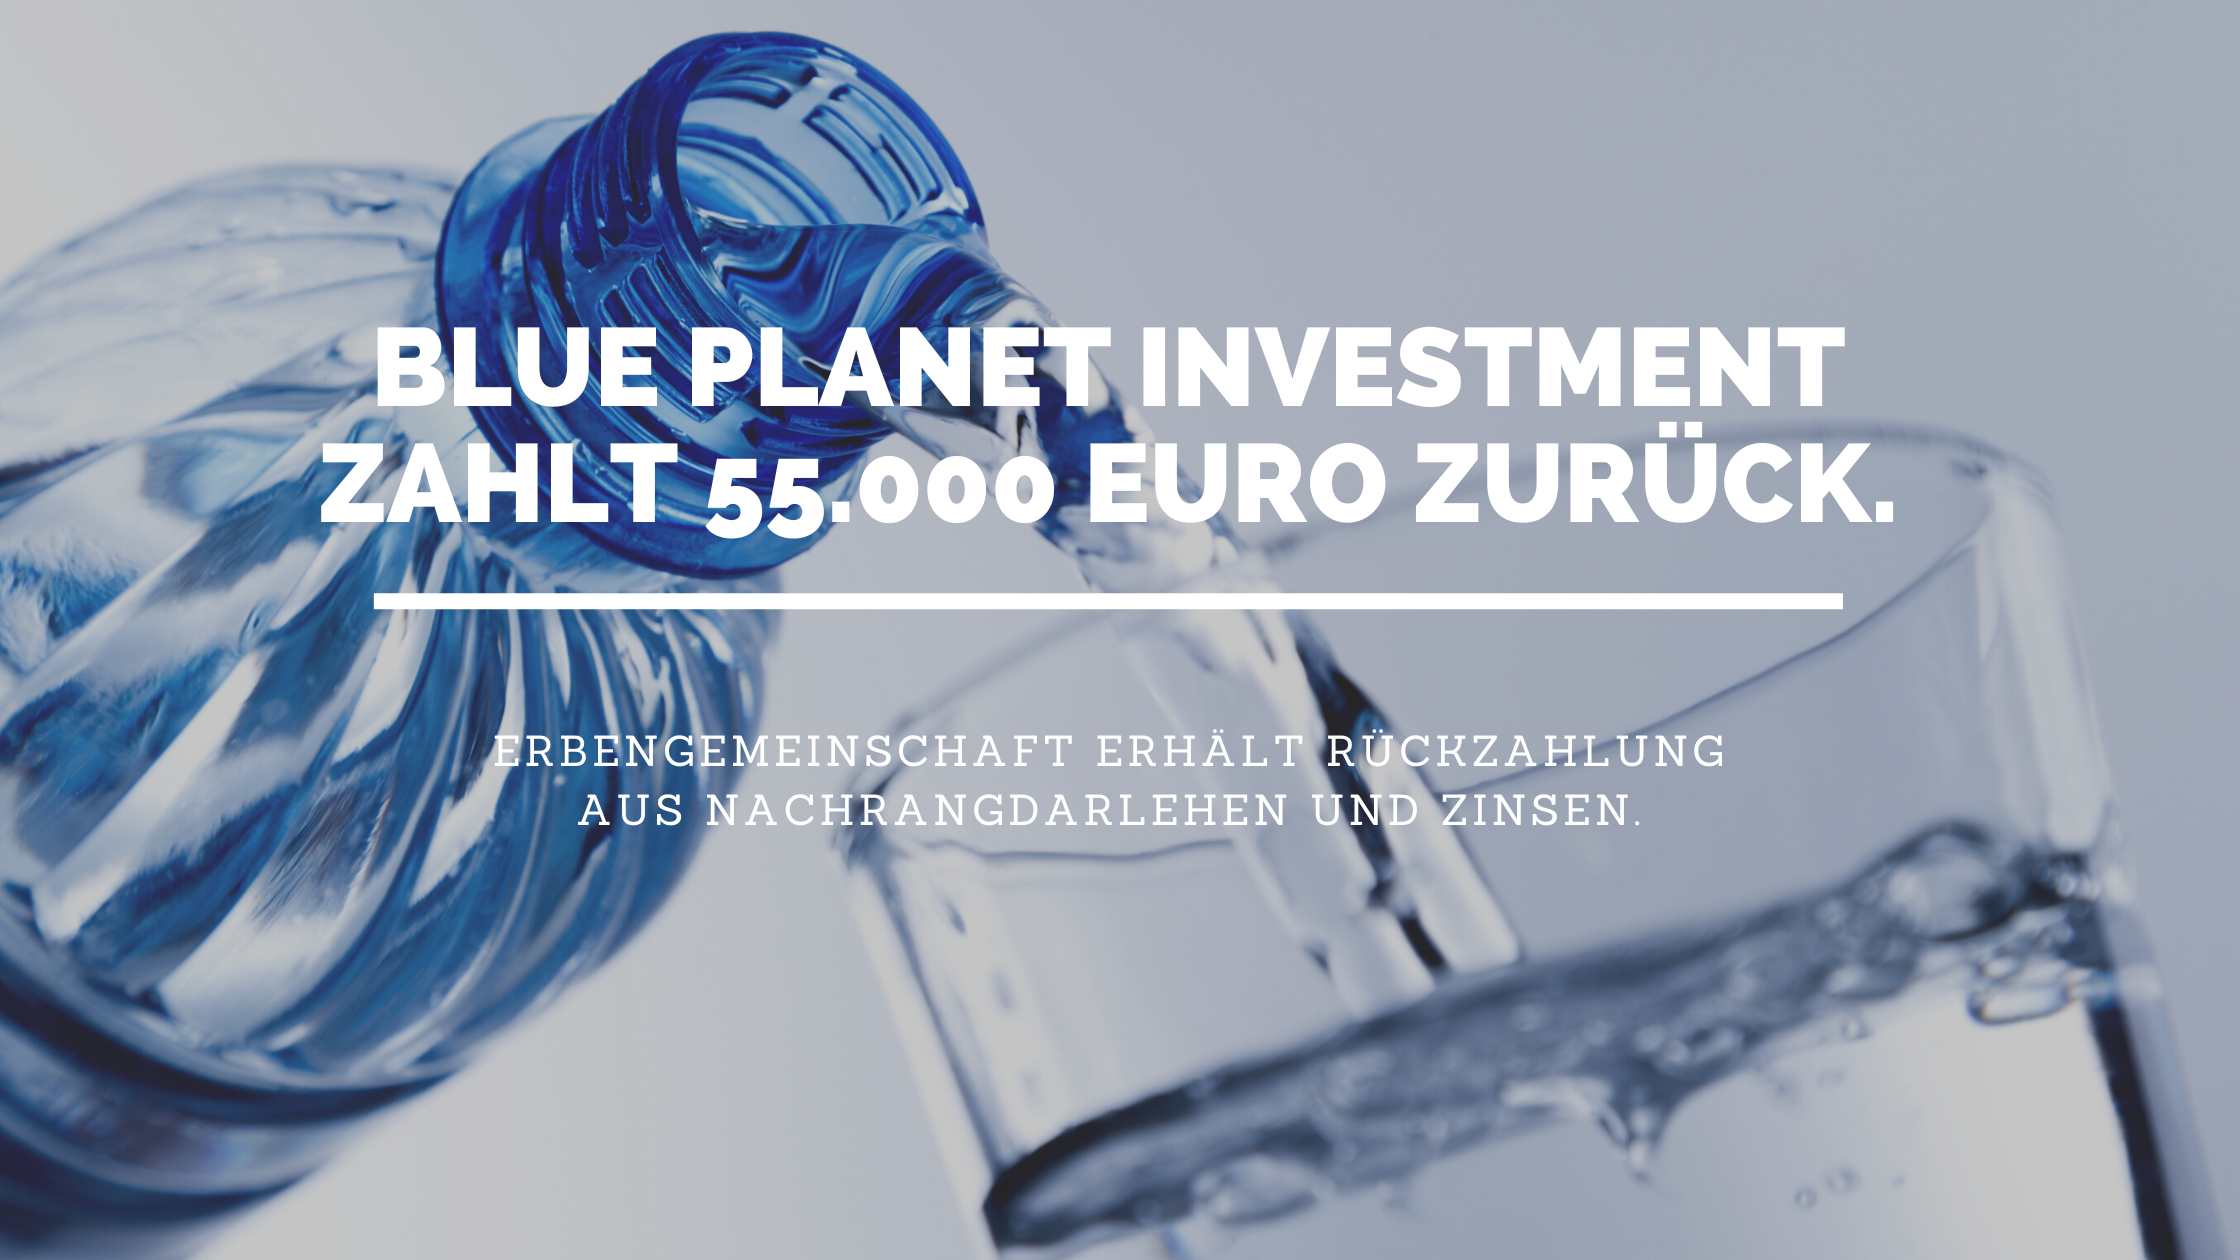 BLUE PLANET INVESTMENT
ZAHLT 55.000 EURO ZURÜCK.
ERBENGEMEINSCHAFT ERHÄLT RÜCKZAHLUNG
AUS NACHRANGDARLEHEN UND ZINSEN.